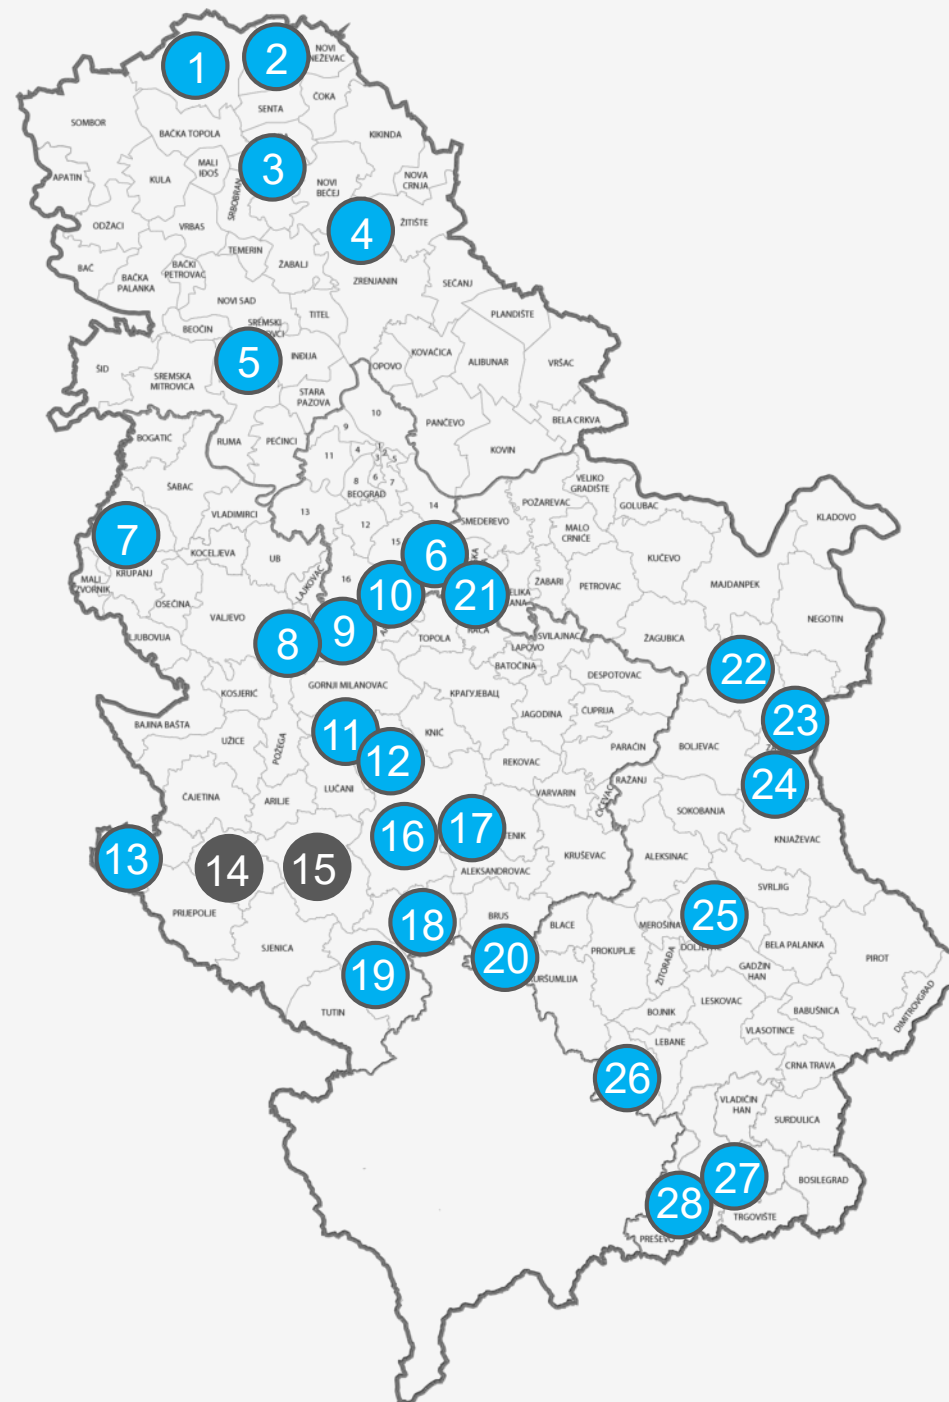 1
2
NOVI
SENTA
ČOKA
SOMBOR
BAČKA TOPOLA
KIKINDA
3
MALI
IĐOŠ
APATIN
KULA
NOVI
BEČEJ
NOVA
CRNJA
SRBOBRAN
ODŽACI
VRBAS
4
ŽITIŠTE
TEMERIN
ŽABALJ
BAČ
BAČKA
PALANKA
BAČKI
PETROVAC
ZRENJANIN
SEČANJ
NOVI SAD
TITEL
PLANDIŠTE
BEOČIN
SREMSKI
5
INĐIJA
KOVAČICA
ALIBUNAR
VRŠAC
OPOVO
ŠID
SREMSKA
MITROVICA
STARA
PAZOVA
10
PANČEVO
BELA CRKVA
9
BOGATIĆ
RUMA
PEĆINCI
11
4
1
2
3
5
KOVIN
8
6
7
BEOGRAD
ŠABAC
VELIKO
GRADIŠTE
VLADIMIRCI
13
14
POŽAREVAC
GOLUBAC
KLADOVO
12
SMEDEREVO
MALO
CRNIĆE
7
KOCELJEVA
UB
15
6
KUČEVO
MALI
ZVORNIK
KRUPANJ
16
10
21
ŽABARI
PETROVAC
MAJDANPEK
LAJKOVAC
OSEČINA
VALJEVO
NEGOTIN
LJUBOVIJA
8
9
TOPOLA
RAČA
SVILAJNAC
LAPOVO
ŽAGUBICA
BATOČINA
22
DESPOTOVAC
KOSJERIĆ
GORNJI MILANOVAC
КРАГУЈЕВАЦ
JAGODINA
ĆUPRIJA
BAJINA BAŠTA
UŽICE
POŽEGA
11
KNIĆ
23
12
REKOVAC
PARAĆIN
BOLJEVAC
ČAJETINA
ARILJE
LUČANI
VARVARIN
RAŽANJ
24
SOKOBANJA
16
17
KNJAŽEVAC
13
14
15
KRUŠEVAC
ALEKSINAC
ALEKSANDROVAC
SVRLJIG
PRIJEPOLJE
18
BRUS
BLACE
MEROŠINA
25
BELA PALANKA
SJENICA
20
PROKUPLJE
ŽITORAĐA
GADŽIN
HAN
PIROT
19
KURŠUMLIJA
LESKOVAC
TUTIN
BOJNIK
BABUŠNICA
DIMITROVGRAD
VLASOTINCE
LEBANE
CRNA TRAVA
26
VLADIČIN
HAN
SURDULICA
27
BOSILEGRAD
28
TRGOVIŠTE
PREŠEVO